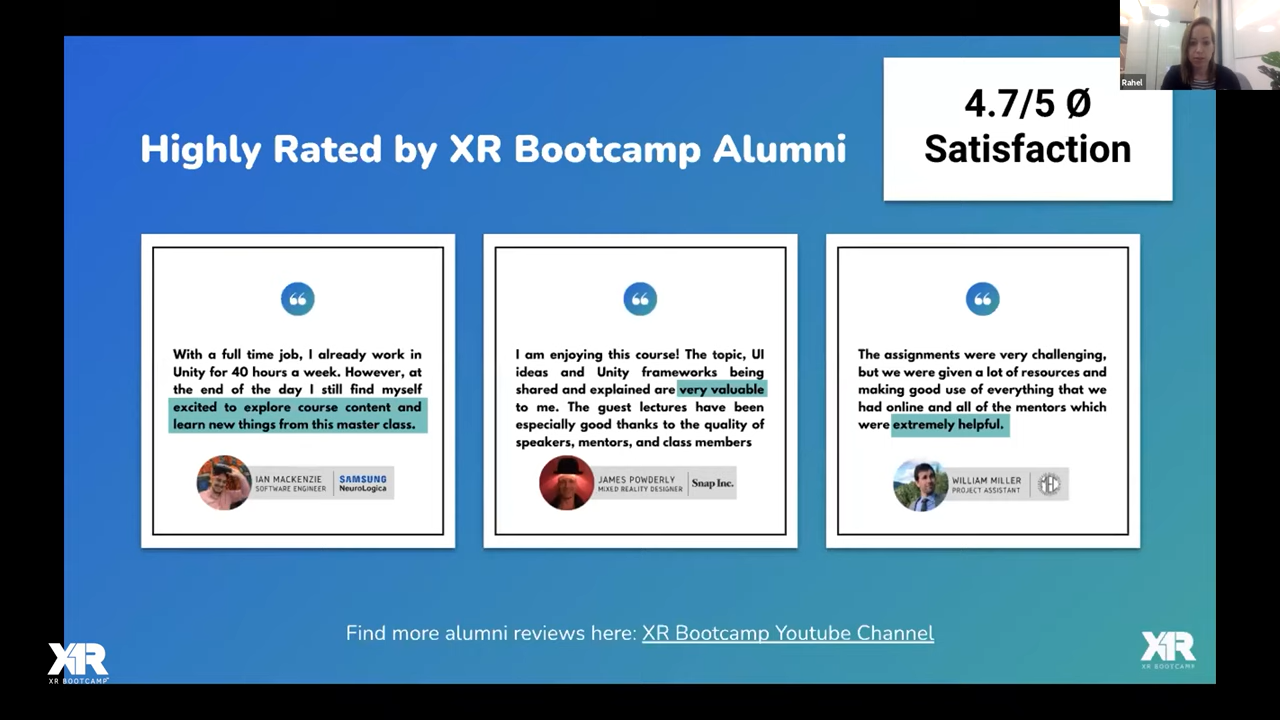 Rahel
4.7/5 Ø
Satisfaction
Highly Rated by XR Bootcamp Alumni
With a full time job, I already work in
Unity for 40 hours a week. However, at
the end of the day I still find myself
excited to explore course content and
learn new things from this master class.
IAN MACKENZIE
SOFTWARE ENGINEER
SAMSUNG
NeuroLogica
I am enjoying this course! The topic, UI
ideas and Unity frameworks being
shared and explained are very valuable
to me. The guest lectures have been
especially good thanks to the quality of
speakers, mentors, and class members
JAMES POWDERLY
MIXED REALITY DESIGNER
Snap Inc.
The assignments were very challenging,
but we were given a lot of resources and
making good use of everything that we
had online and all of the mentors which
were extremely helpful.
WILLIAM MILLER
PROJECT ASSISTANT
Find more alumni reviews here: XR Bootcamp Youtube Channel
XR
XR BOOTCAMP
XR
XR BOOTCAMP